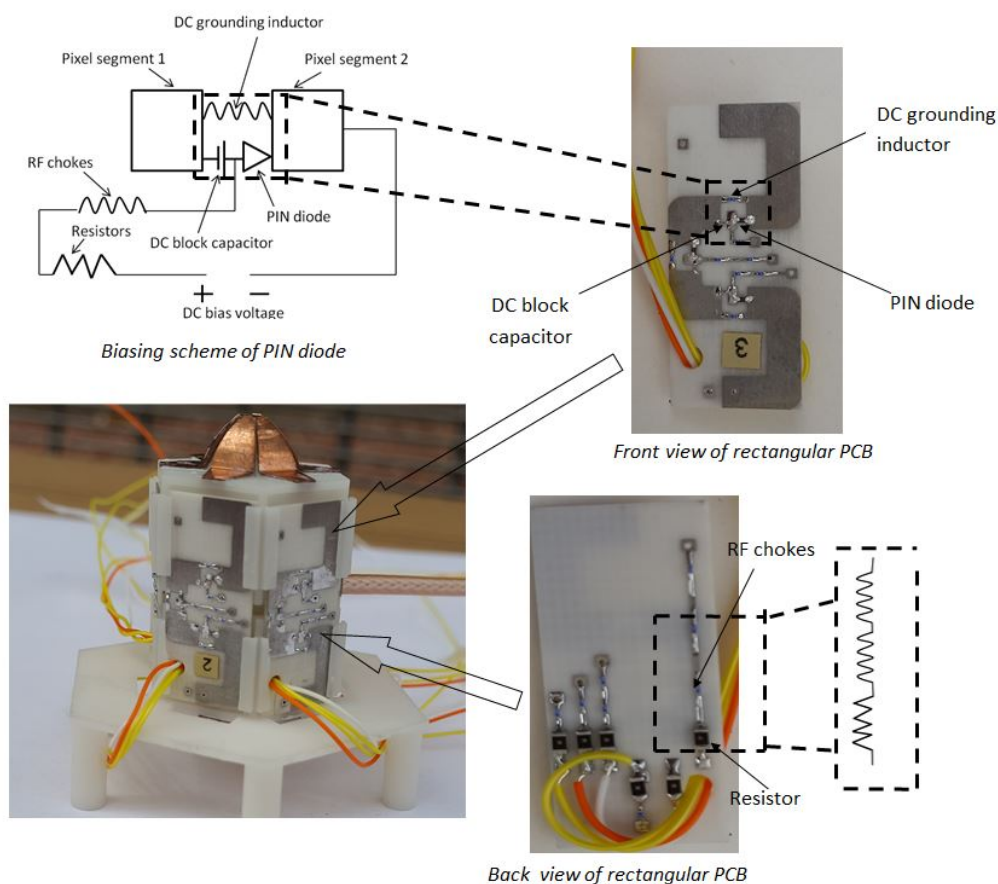 DC grounding inductor
Pixel segment 1
Pixel segment 2
RF chokes
Resistors
PIN diode
DC block capacitor
+ −
DC bias voltage
Biasing scheme of PIN diode
DC grounding
inductor
DC block
capacitor
PIN diode
3
Front view of rectangular PCB
2
RF chokes
Resistor
Back view of rectangular PCB